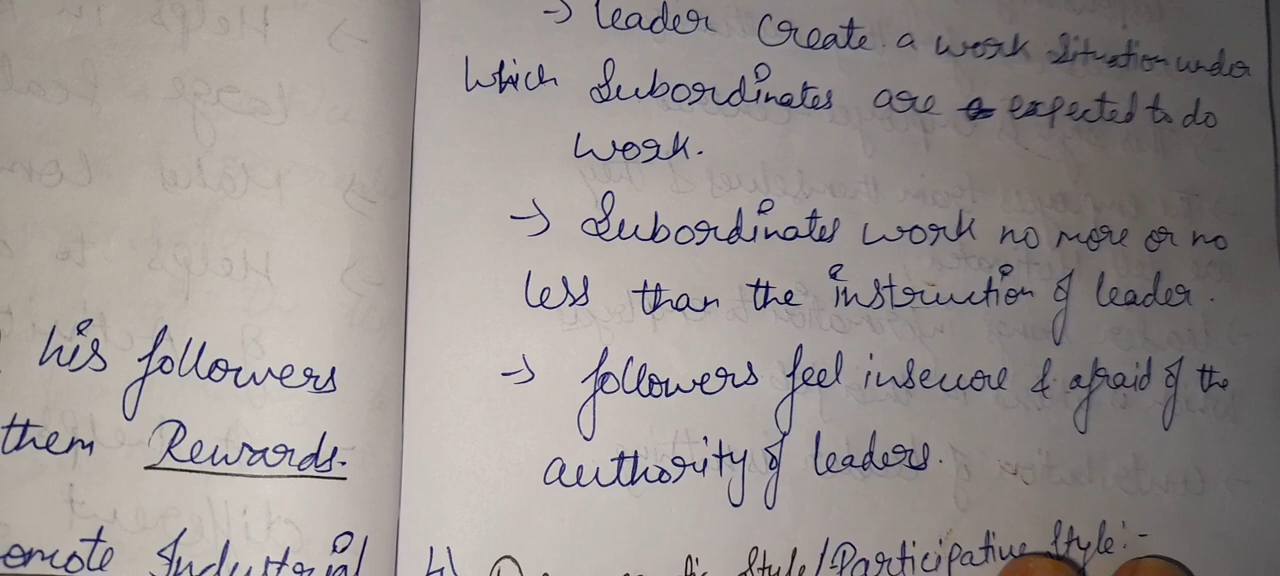 his followers
them Rewards.
omote Industrial
→ leader create a work situation under
which subordinates are expected to do
work.
→ Subordinates work no more or no
less than the instruction of leader.
→ followers feel insecure & afraid of the
authority of leaders.
Style/Participative Style:-